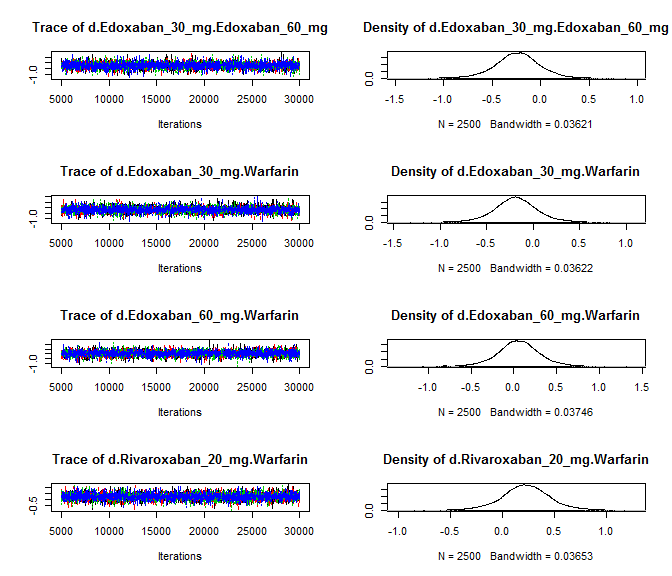 Trace of d.Edoxaban_30_mg.Edoxaban_60_mg
-1.0
5000 10000 15000 20000 25000 30000
Iterations
Density of d.Edoxaban_30_mg.Edoxaban_60_mg
0.0
-1.5 -1.0 -0.5 0.0 0.5 1.0
N = 2500 Bandwidth = 0.03621
Trace of d.Edoxaban_30_mg.Warfarin
-1.0
5000 10000 15000 20000 25000 30000
Iterations
Density of d.Edoxaban_30_mg.Warfarin
0.0
-1.5 -1.0 -0.5 0.0 0.5 1.0
N = 2500 Bandwidth = 0.03622
Trace of d.Edoxaban_60_mg.Warfarin
-1.0
5000 10000 15000 20000 25000 30000
Iterations
Density of d.Edoxaban_60_mg.Warfarin
0.0
-1.0 -0.5 0.0 0.5 1.0 1.5
N = 2500 Bandwidth = 0.03746
Trace of d.Rivaroxaban_20_mg.Warfarin
-0.5
5000 10000 15000 20000 25000 30000
Iterations
Density of d.Rivaroxaban_20_mg.Warfarin
0.0
-1.0 -0.5 0.0 0.5 1.0
N = 2500 Bandwidth = 0.03653